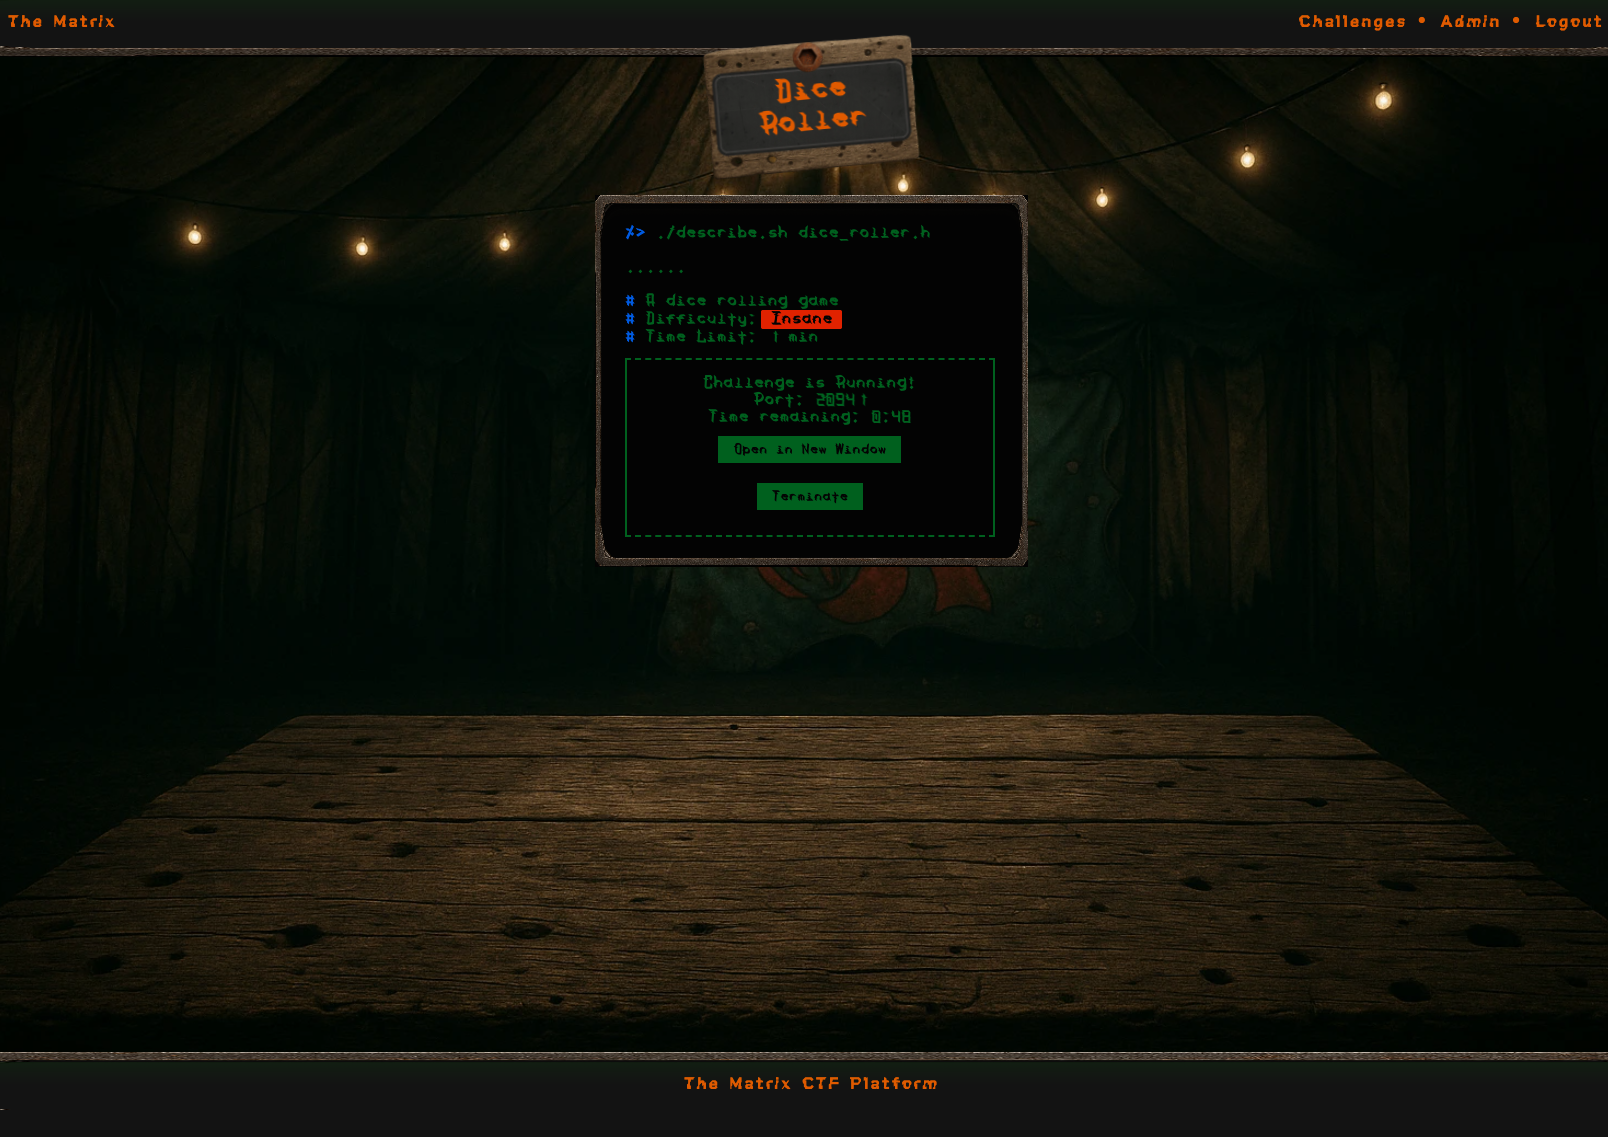 The Matrix
Challenges • Admin • Logout
Dice
Roller
%> ./describe.sh dice_roller.h
......
# A dice rolling game
# Difficulty: Insane
# Time Limit: 1 min
Challenge is Running!
Port: 20941
Time remaining: 0:48
Open in New Window
Terminate
The Matrix CTF Platform